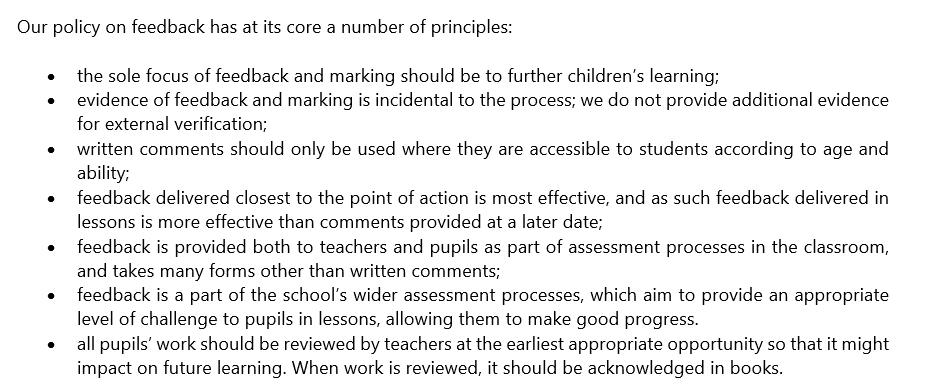 Our policy on feedback has at its core a number of principles:
• the sole focus of feedback and marking should be to further children’s learning;
• evidence of feedback and marking is incidental to the process; we do not provide additional evidence
for external verification;
• written comments should only be used where they are accessible to students according to age and
ability;
• feedback delivered closest to the point of action is most effective, and as such feedback delivered in
lessons is more effective than comments provided at a later date;
• feedback is provided both to teachers and pupils as part of assessment processes in the classroom,
and takes many forms other than written comments;
• feedback is a part of the school’s wider assessment processes, which aim to provide an appropriate
level of challenge to pupils in lessons, allowing them to make good progress.
• all pupils’ work should be reviewed by teachers at the earliest appropriate opportunity so that it might
impact on future learning. When work is reviewed, it should be acknowledged in books.